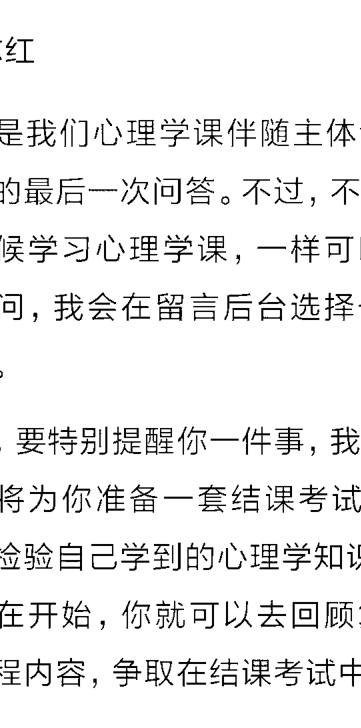 红
是我们心理学课伴随主体
的最后一次问答。不过,不
候学习心理学课,一样可
问,我会在留言后台选择
。
要特别提醒你一件事,我
将为你准备一套结课考试
检验自己学到的心理学知识
在开始,你就可以去回顾
程内容,争取在结课考试中